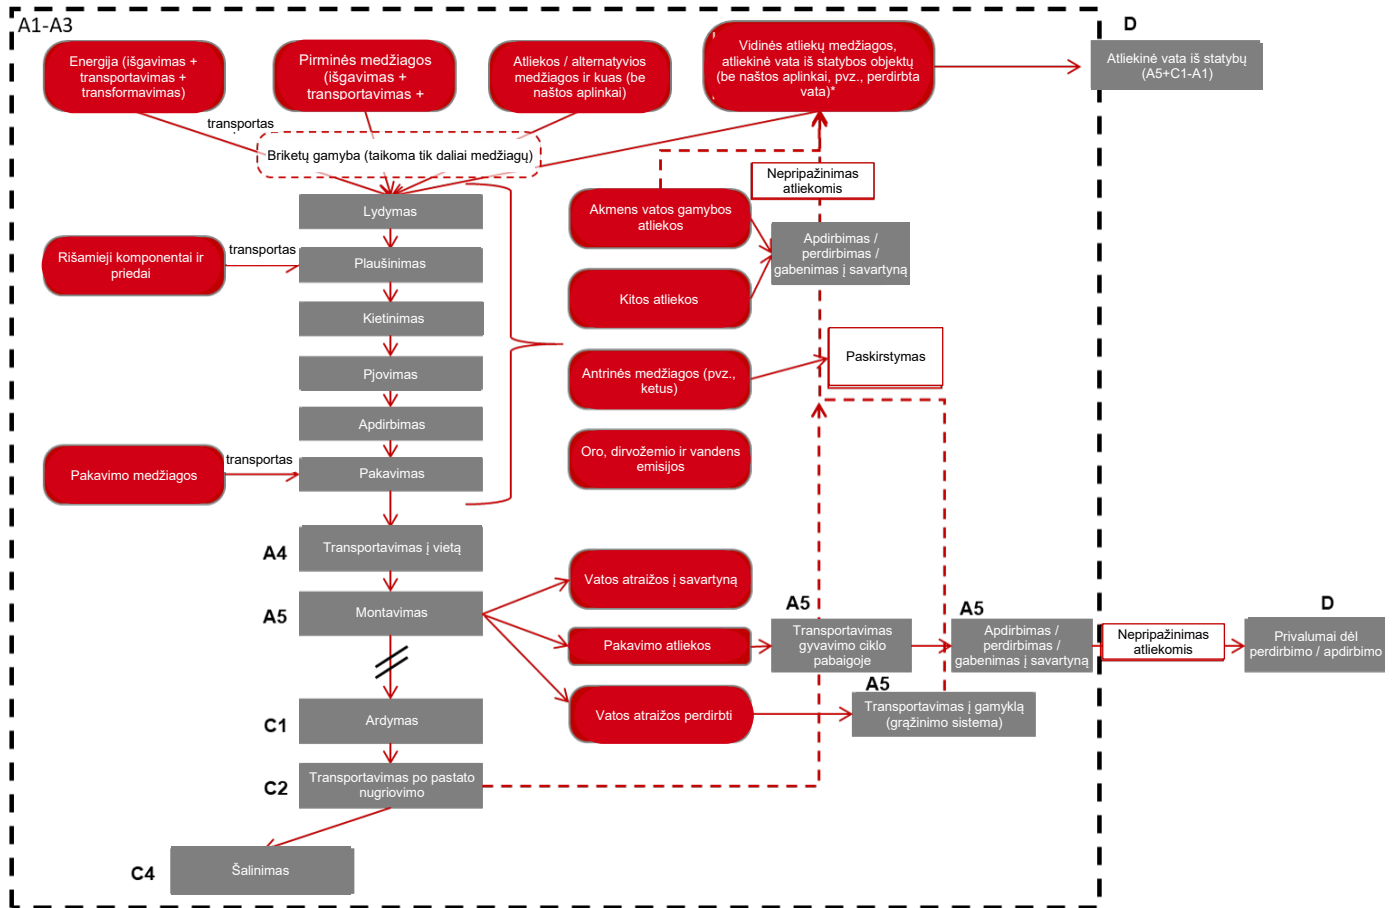 A1-A3
D
Energija (išgavimas +
transportavimas +
transformavimas)
Pirminės medžiagos
(išgavimas +
transportavimas +
Atliekos / alternatyvios
medžiagos ir kuas (be
naštos aplinkai)
Vidinės atliekų medžiagos,
atliekinė vata iš statybos objektų
(be naštos aplinkai, pvz., perdirbta
vata)*
Atliekinė vata iš statybų
(A5+C1-A1)
transportas
Briketų gamyba (taikoma tik daliai medžiagų)
Nepripažinimas
atliekomis
Lydymas
Akmens vatos gamybos
atliekos
Apdirbimas /
perdirbimas /
gabenimas į savartyną
Rišamieji komponentai ir
priedai
transportas
Plaušinimas
Kitos atliekos
Kietinimas
Paskirstymas
Pjovimas
Antrinės medžiagos (pvz.,
ketus)
Apdirbimas
Oro, dirvožemio ir vandens
emisijos
Pakavimo medžiagos
transportas
Pakavimas
A4
Transportavimas į vietą
Vatos atraižos į savartyną
A5
Montavimas
A5
A5
D
Pakavimo atliekos
Transportavimas
gyvavimo ciklo
pabaigoje
Apdirbimas /
perdirbimas /
gabenimas į savartyną
Nepripažinimas
atliekomis
Privalumai dėl
perdirbimo / apdirbimo
A5
C1
Ardymas
Vatos atraižos perdirbti
Transportavimas į gamyklą
(grąžinimo sistema)
C2
Transportavimas po pastato
nugriovimo
C4
Šalinimas